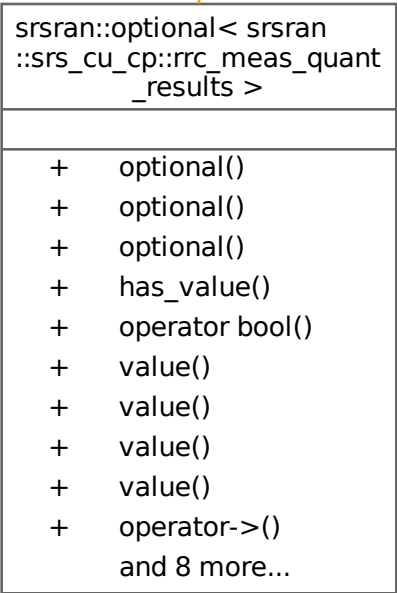 srsran::optional< srsran
::srs_cu_cp::rrc_meas_quant
_results >
+ optional()
+ optional()
+ optional()
+ has_value()
+ operator bool()
+ value()
+ value()
+ value()
+ value()
+ operator->()
and 8 more...